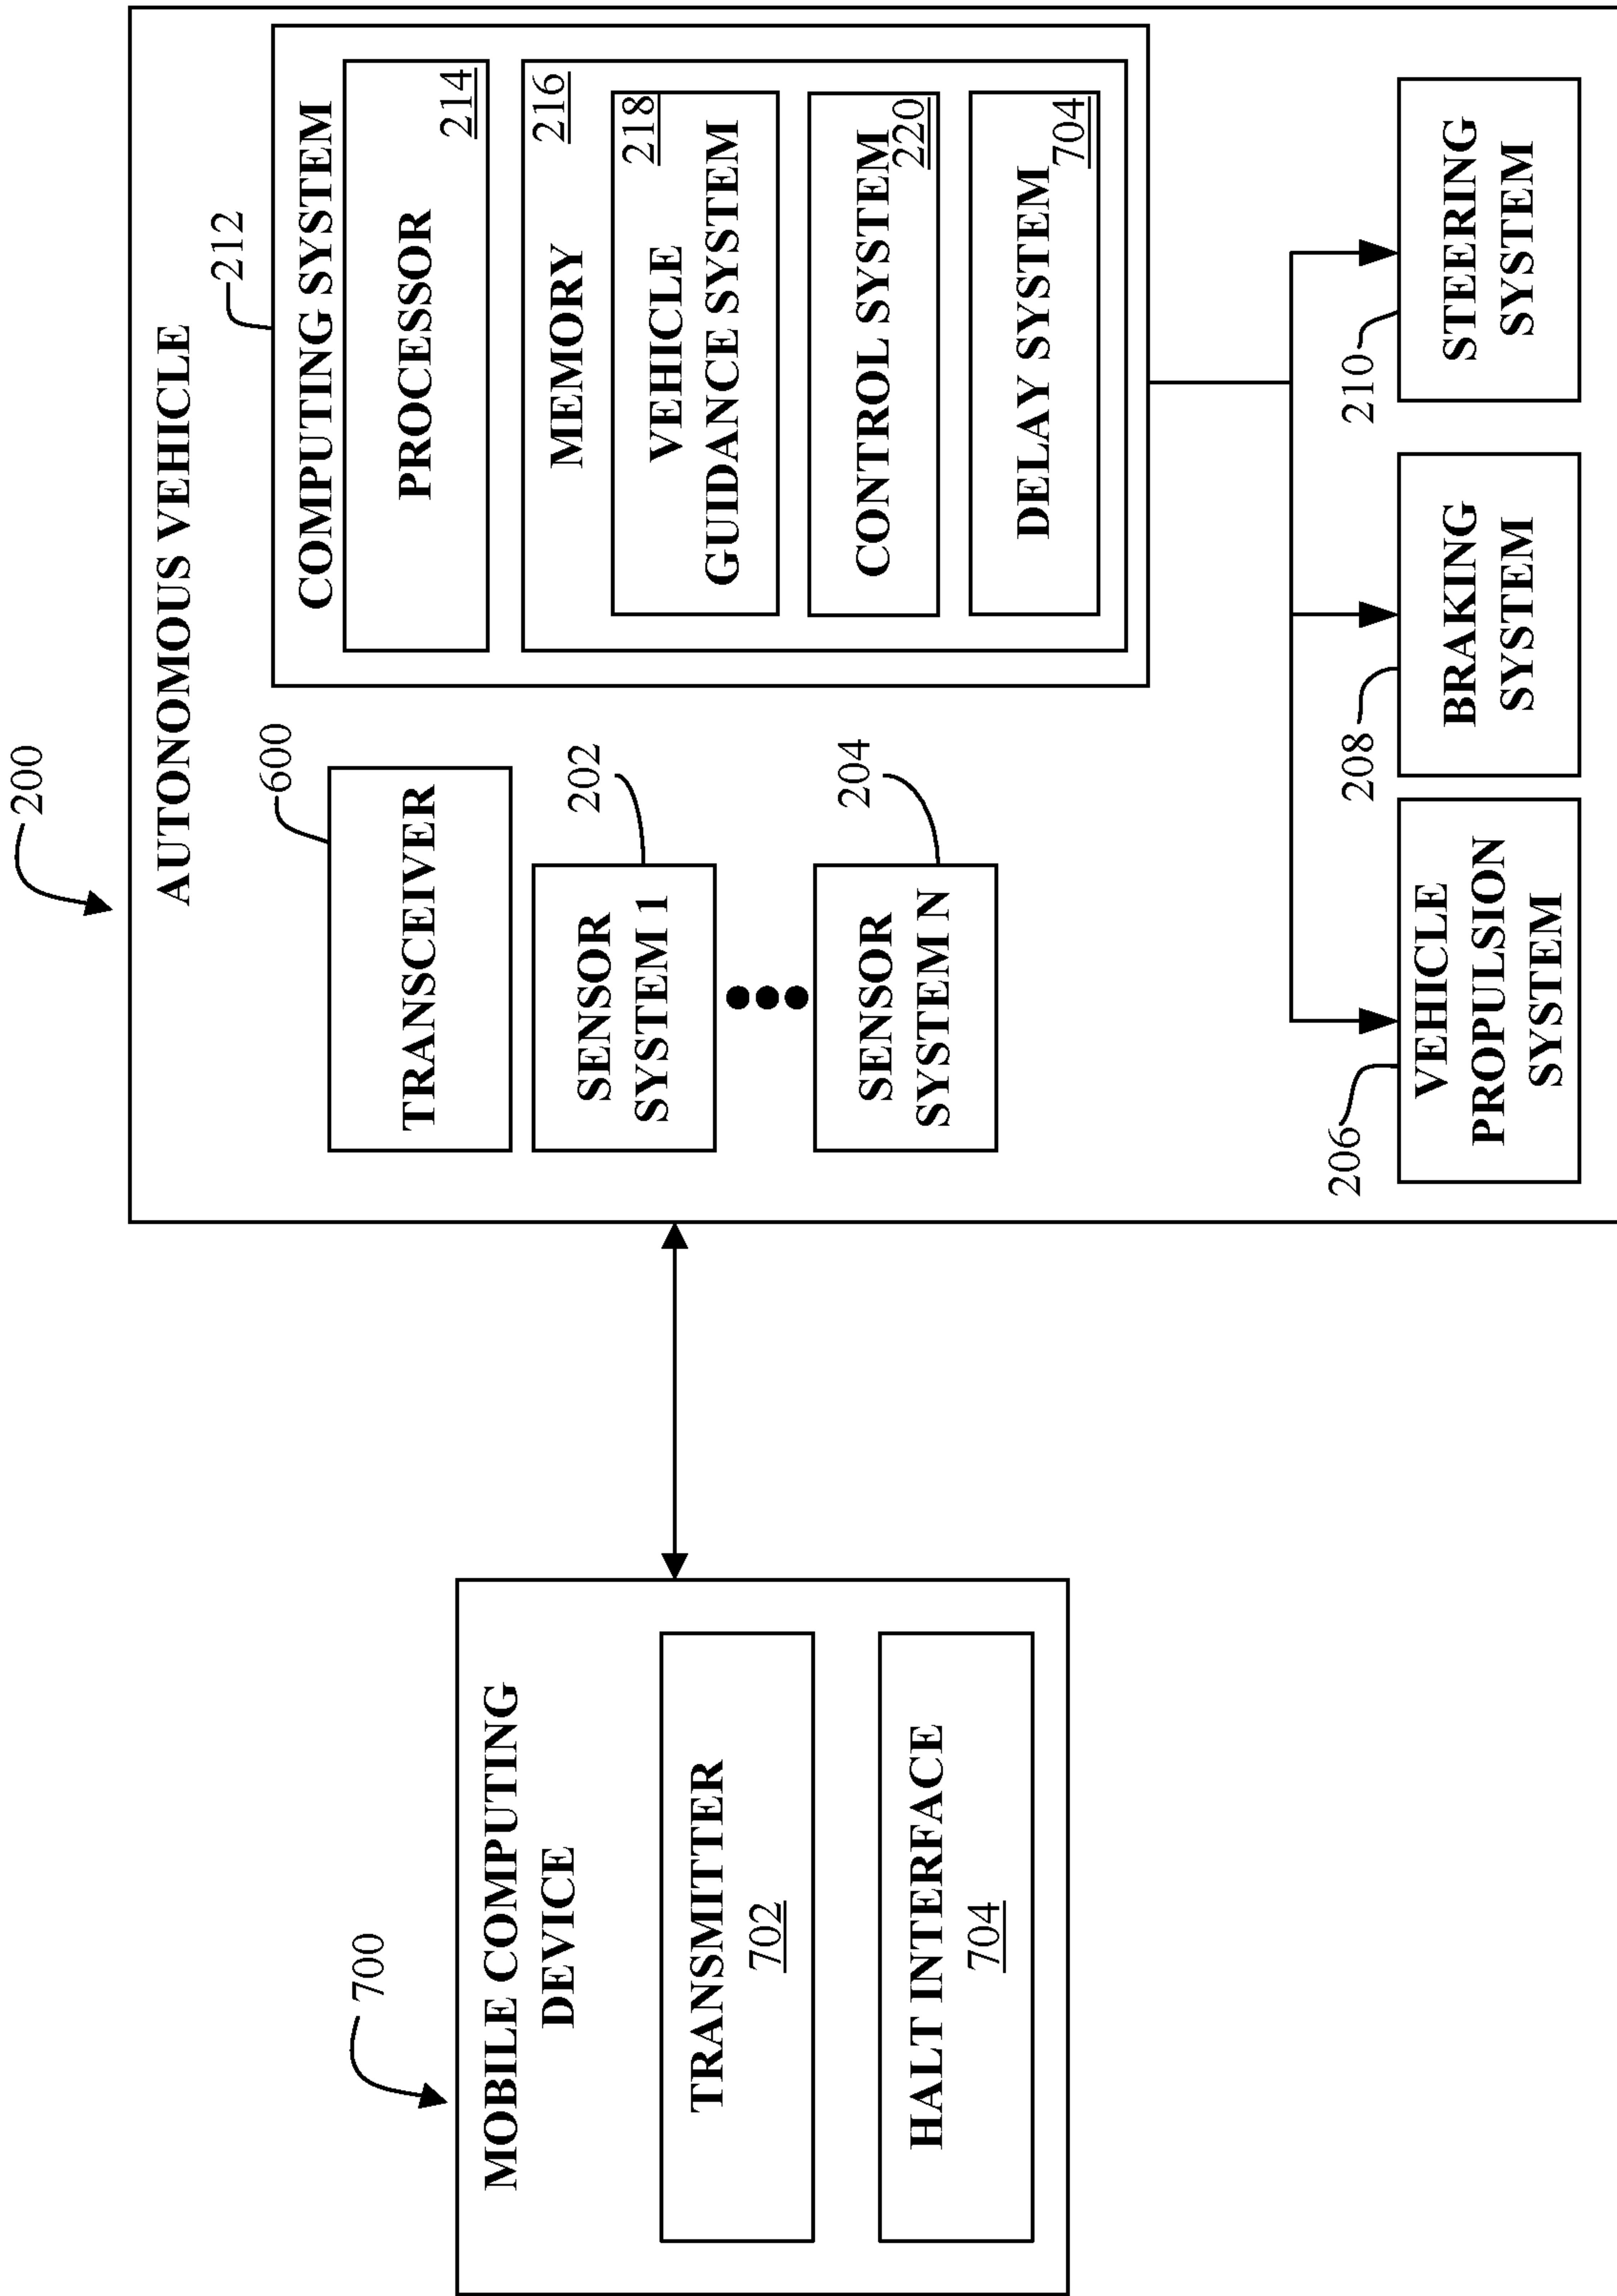 200
AUTONOMOUS VEHICLE
700
MOBILE COMPUTING
DEVICE
TRANSMITTER
702
HALT INTERFACE
704
600
TRANSCEIVER
202
SENSOR
SYSTEM 1
204
SENSOR
SYSTEM N
212
COMPUTING SYSTEM
PROCESSOR
214
MEMORY
216
218
VEHICLE
GUIDANCE SYSTEM
CONTROL SYSTEM
220
DELAY SYSTEM
704
206
VEHICLE
PROPULSION
SYSTEM
208
BRAKING
SYSTEM
210
STEERING
SYSTEM